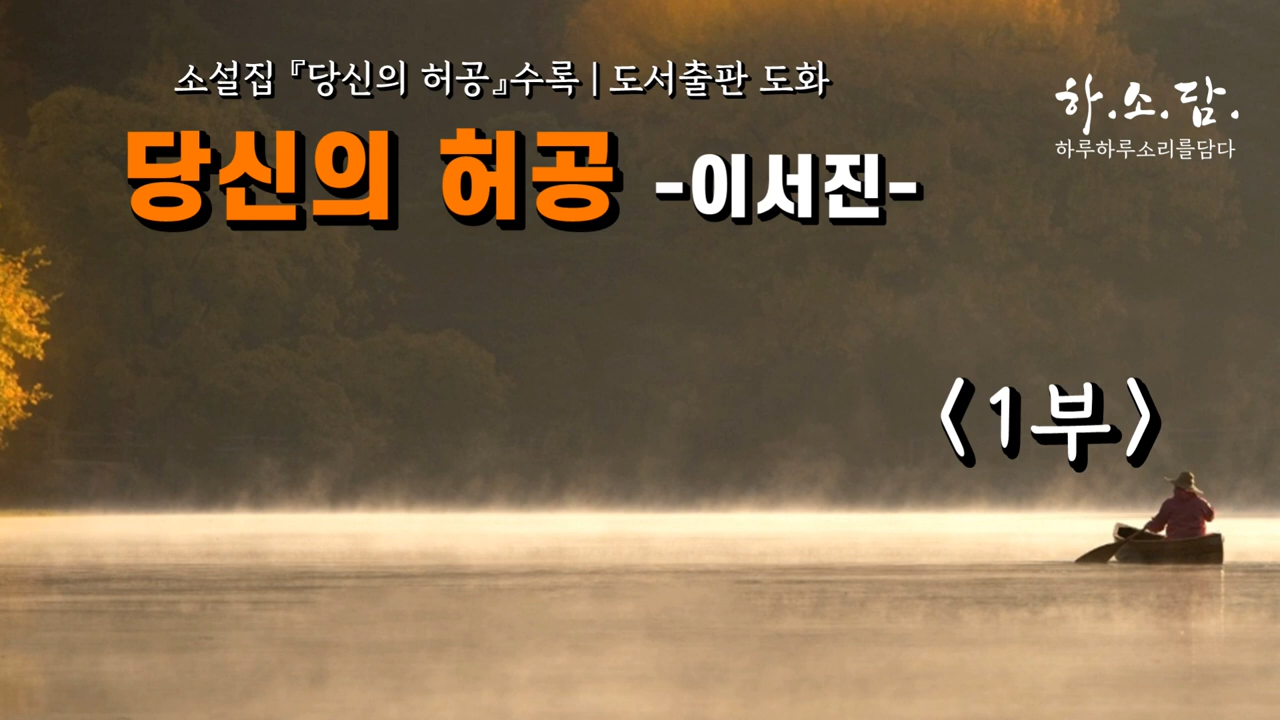 소설집 『당신의 허공』수록 | 도서출판 도화
당신의 허공 -이서진-
하.소.담.
하루하루소리를담다
<1부>